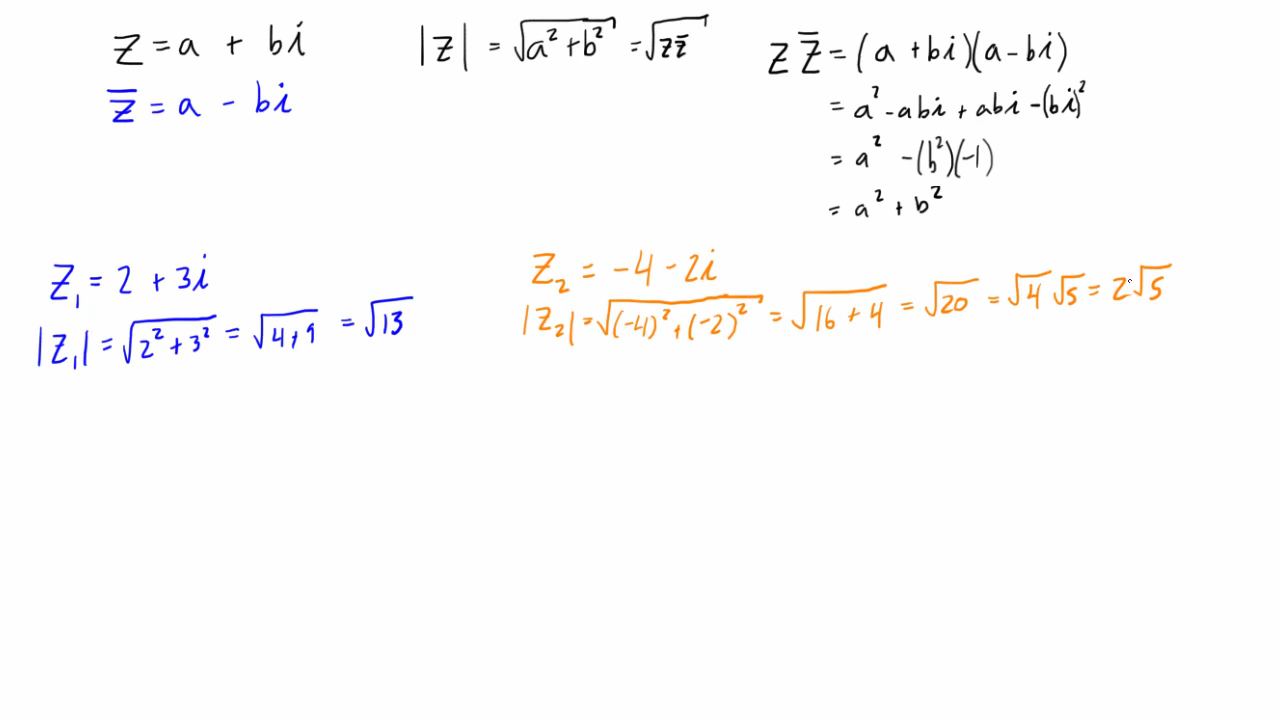 z = a + bi
z̅ = a - bi
|z| = √(a² + b²) = √(z z̅)
z z̅ = (a + bi)(a - bi)
= a² - abi + abi - (bi)²
= a² - (b²)(-1)
= a² + b²
z₁ = 2 + 3i
|z₁| = √(2² + 3²) = √(4 + 9) = √13
z₂ = -4 - 2i
|z₂| = √((-4)² + (-2)²) = √(16 + 4) = √20 = √4 √5 = 2√5